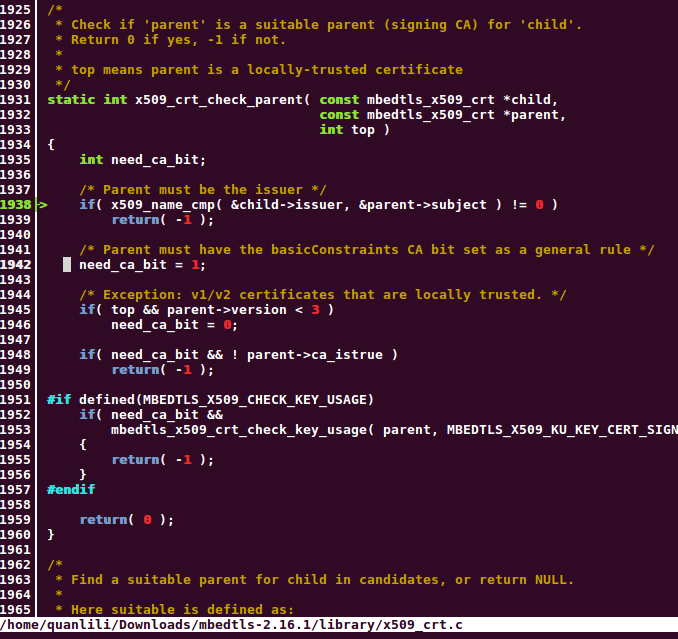 1925 /*
1926  * Check if 'parent' is a suitable parent (signing CA) for 'child'.
1927  * Return 0 if yes, -1 if not.
1928  *
1929  * top means parent is a locally-trusted certificate
1930  */
1931 static int x509_crt_check_parent( const mbedtls_x509_crt *child,
1932                                   const mbedtls_x509_crt *parent,
1933                                   int top )
1934 {
1935     int need_ca_bit;
1936
1937     /* Parent must be the issuer */
1938 ->  if( x509_name_cmp( &child->issuer, &parent->subject ) != 0 )
1939         return( -1 );
1940
1941     /* Parent must have the basicConstraints CA bit set as a general rule */
1942     need_ca_bit = 1;
1943
1944     /* Exception: v1/v2 certificates that are locally trusted. */
1945     if( top && parent->version < 3 )
1946         need_ca_bit = 0;
1947
1948     if( need_ca_bit && ! parent->ca_istrue )
1949         return( -1 );
1950
1951 #if defined(MBEDTLS_X509_CHECK_KEY_USAGE)
1952     if( need_ca_bit &&
1953         mbedtls_x509_crt_check_key_usage( parent, MBEDTLS_X509_KU_KEY_CERT_SIGN
1954     {
1955         return( -1 );
1956     }
1957 #endif
1958
1959     return( 0 );
1960 }
1961
1962 /*
1963  * Find a suitable parent for child in candidates, or return NULL.
1964  *
1965  * Here suitable is defined as:
/home/quanlili/Downloads/mbedtls-2.16.1/library/x509_crt.c